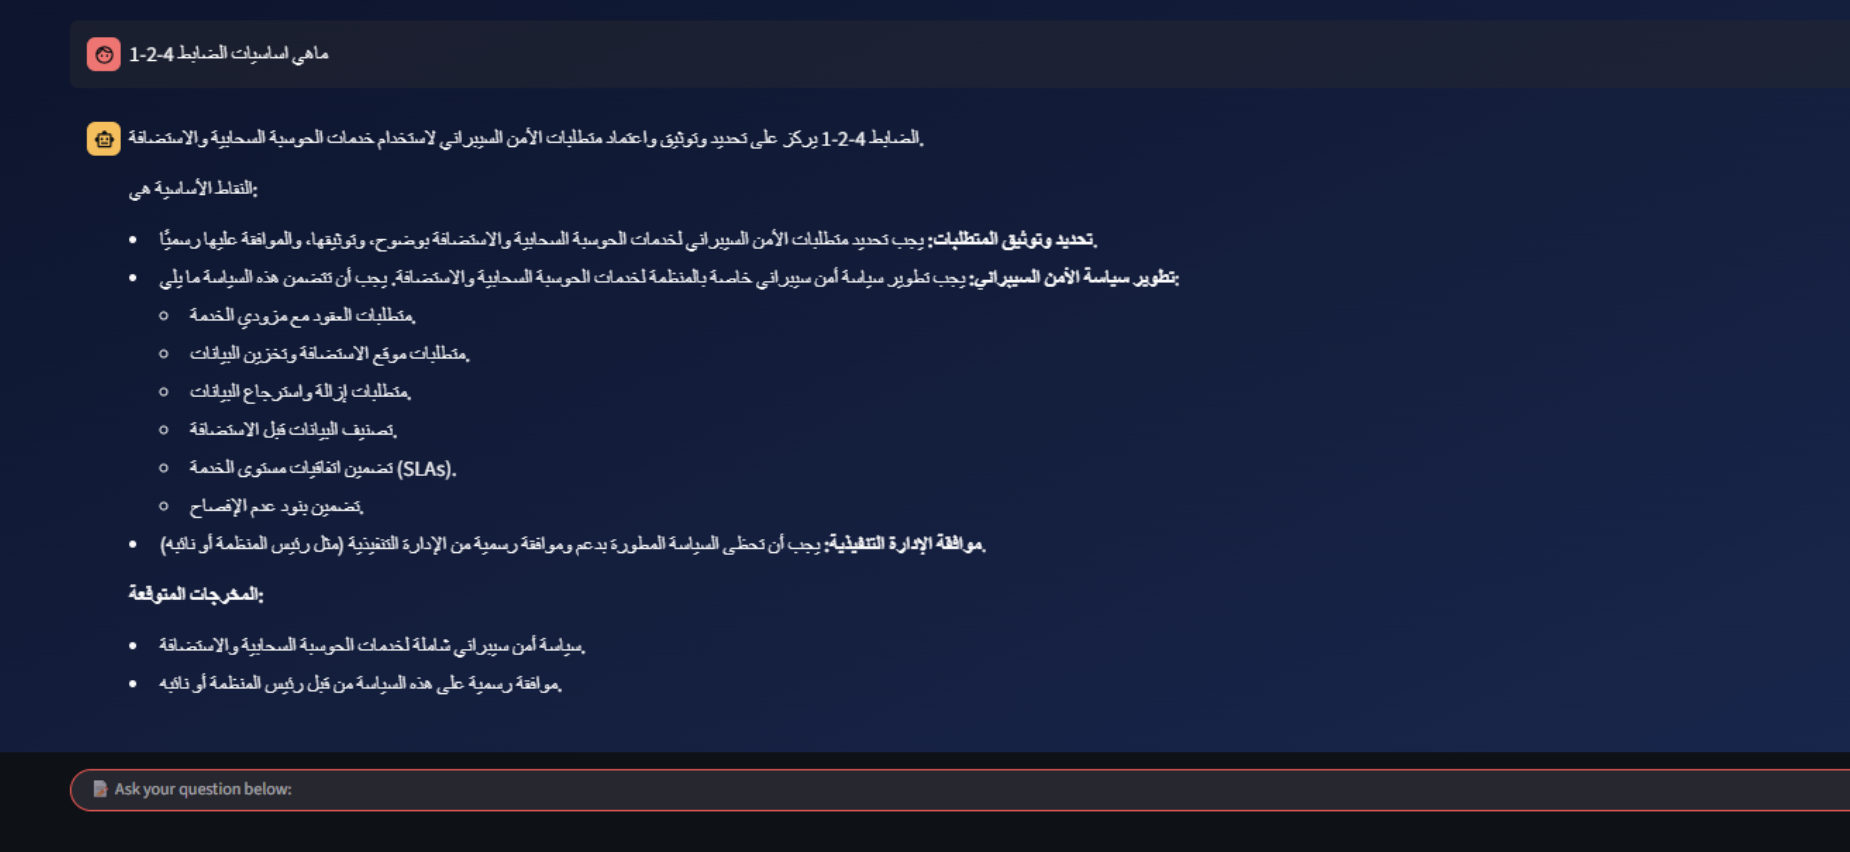 ماهي اساسيات الضابط 4-2-1
الضابط 4-2-1 يركز على تحديد وتوثيق واعتماد متطلبات الأمن السيبراني لاستخدام خدمات الحوسبة السحابية والاستضافة.
النقاط الأساسية هي:
• تحديد وتوثيق المتطلبات: يجب تحديد متطلبات الأمن السيبراني لخدمات الحوسبة السحابية والاستضافة بوضوح، وتوثيقها، والموافقة عليها رسميًا.
• تطوير سياسة الأمن السيبراني: يجب تطوير سياسة أمن سيبراني خاصة بالمنظمة لخدمات الحوسبة السحابية والاستضافة. يجب أن تتضمن هذه السياسة ما يلي:
○ متطلبات العقود مع مزودي الخدمة.
○ متطلبات موقع الاستضافة وتخزين البيانات.
○ متطلبات إزالة واسترجاع البيانات.
○ تصنيف البيانات قبل الاستضافة.
○ تضمين اتفاقيات مستوى الخدمة (SLAs).
○ تضمين بنود عدم الإفصاح.
• موافقة الإدارة التنفيذية: يجب أن تحظى السياسة المطورة بدعم وموافقة رسمية من الإدارة التنفيذية (مثل رئيس المنظمة أو نائبه).
المخرجات المتوقعة:
• سياسة أمن سيبراني شاملة لخدمات الحوسبة السحابية والاستضافة.
• موافقة رسمية على هذه السياسة من قبل رئيس المنظمة أو نائبه.
Ask your question below: